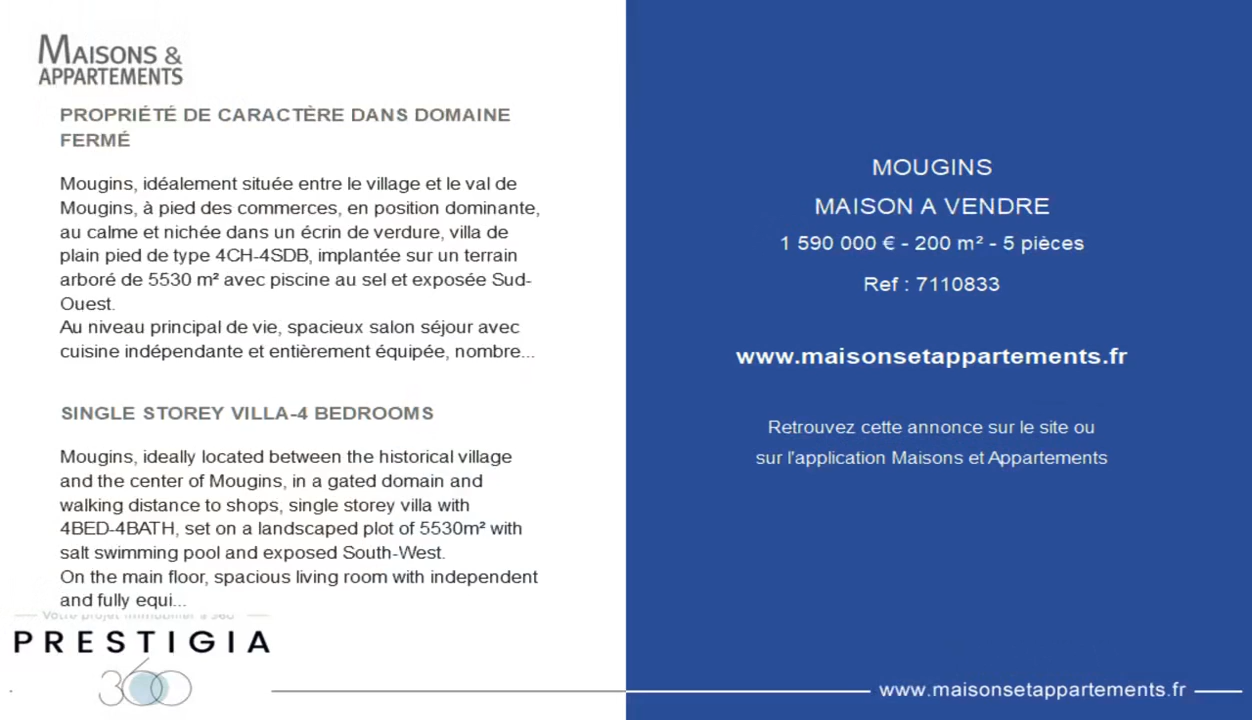 MAISONS &
APPARTEMENTS
PROPRIÉTÉ DE CARACTÈRE DANS DOMAINE
FERMÉ
Mougins, idéalement située entre le village et le val de
Mougins, à pied des commerces, en position dominante,
au calme et nichée dans un écrin de verdure, villa de
plain pied de type 4CH-4SDB, implantée sur un terrain
arboré de 5530 m² avec piscine au sel et exposée Sud-
Ouest.
Au niveau principal de vie, spacieux salon séjour avec
cuisine indépendante et entièrement équipée, nombre...
SINGLE STOREY VILLA-4 BEDROOMS
Mougins, ideally located between the historical village
and the center of Mougins, in a gated domain and
walking distance to shops, single storey villa with
4BED-4BATH, set on a landscaped plot of 5530m² with
salt swimming pool and exposed South-West.
On the main floor, spacious living room with independent
and fully equi...
Votre projet immobilier à 360
PRESTIGIA
360
MOUGINS
MAISON A VENDRE
1 590 000 € - 200 m² - 5 pièces
Ref : 7110833
www.maisonsetappartements.fr
Retrouvez cette annonce sur le site ou
sur l'application Maisons et Appartements
www.maisonsetappartements.fr